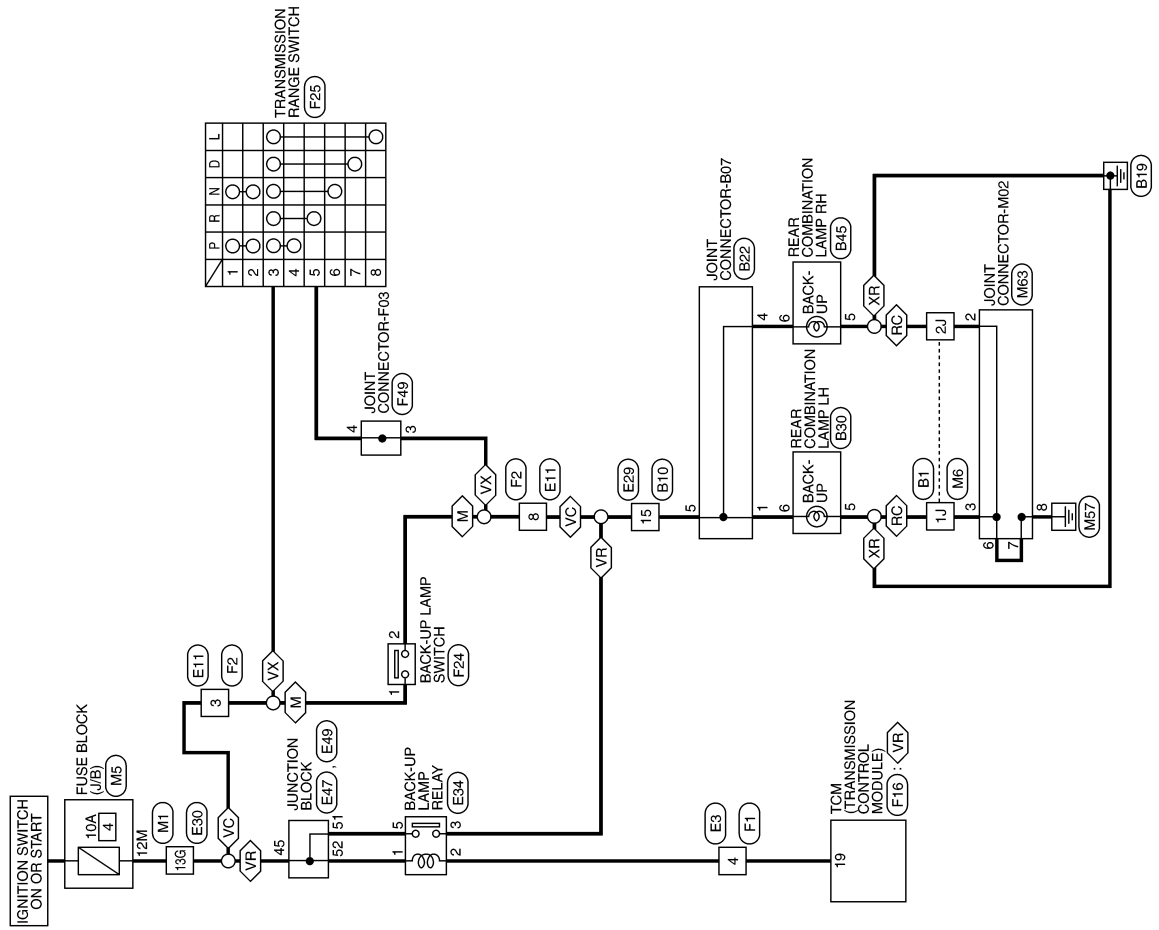 IGNITION SWITCH
ON OR START
FUSE BLOCK
(J/B)
M5
10A
4
12M
M1
13G
E30
VC
VR
45
JUNCTION
BLOCK
E47 , E49
52
51
BACK-UP
LAMP
RELAY
E34
1
5
2
3
E3
4
F1
TCM
(TRANSMISSION
CONTROL
MODULE)
F16 : VR
19
E11
3
F2
VX
M
1
2
BACK-UP LAMP
SWITCH
F24
TRANSMISSION
RANGE SWITCH
F25
P
R
N
D
L
1
2
3
4
5
6
7
8
JOINT
CONNECTOR-F03
F49
4
3
M
VX
F2
8
E11
VC
VR
E29
15
B10
JOINT
CONNECTOR-B07
B22
5
1
4
REAR
COMBINATION
LAMP LH
B30
6
BACK-
UP
5
REAR
COMBINATION
LAMP RH
B45
6
BACK-
UP
5
XR
RC
XR
RC
B1
1J
M6
2J
JOINT
CONNECTOR-M02
M63
3
2
6
7
8
M57
B19